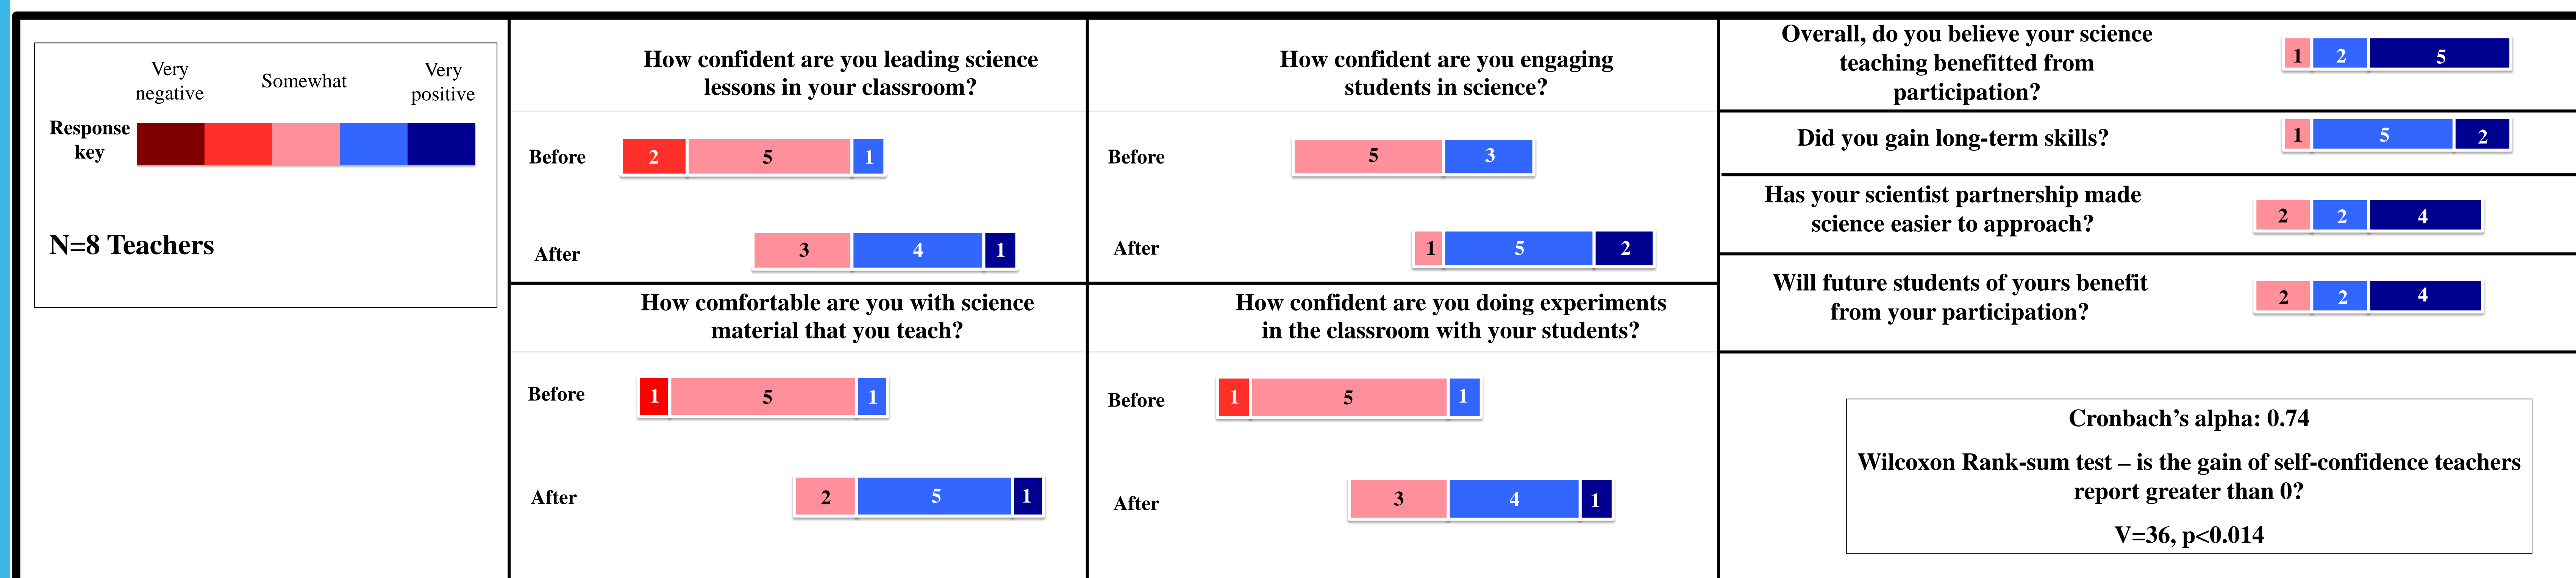 Very
negative
Somewhat
Very
positive
Response
key
N=8 Teachers
How confident are you leading science
lessons in your classroom?
Before
2 5 1
After
3 4 1
How confident are you engaging
students in science?
Before
5 3
After
1 5 2
How comfortable are you with science
material that you teach?
Before
1 5 1
After
2 5 1
How confident are you doing experiments
in the classroom with your students?
Before
1 5 1
After
3 4 1
Overall, do you believe your science
teaching benefitted from
participation?
1 2 5
Did you gain long-term skills?
1 5 2
Has your scientist partnership made
science easier to approach?
2 2 4
Will future students of yours benefit
from your participation?
2 2 4
Cronbach’s alpha: 0.74
Wilcoxon Rank-sum test – is the gain of self-confidence teachers
report greater than 0?
V=36, p<0.014